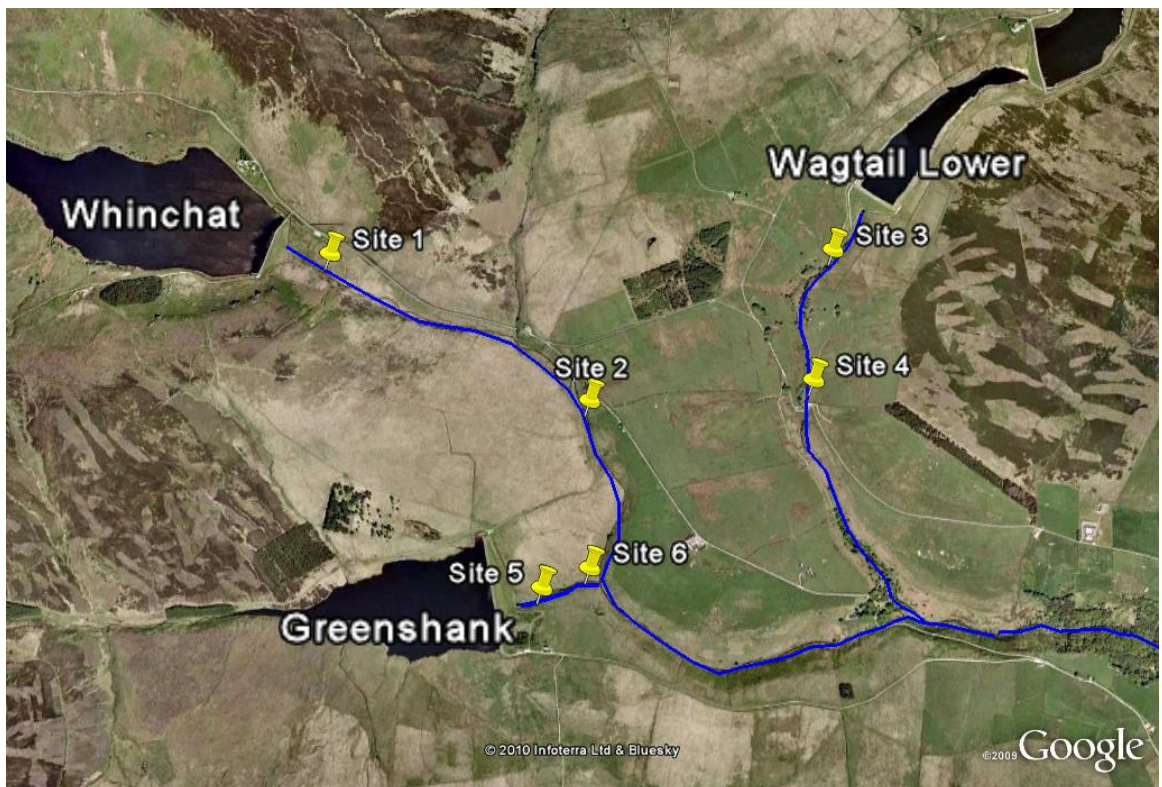 Wagtail Lower
Whinchat
Site 1
Site 3
Site 2
Site 4
Site 5
Site 6
Greenshank
© 2010 Infoterra Ltd & Bluesky
©2009 Google